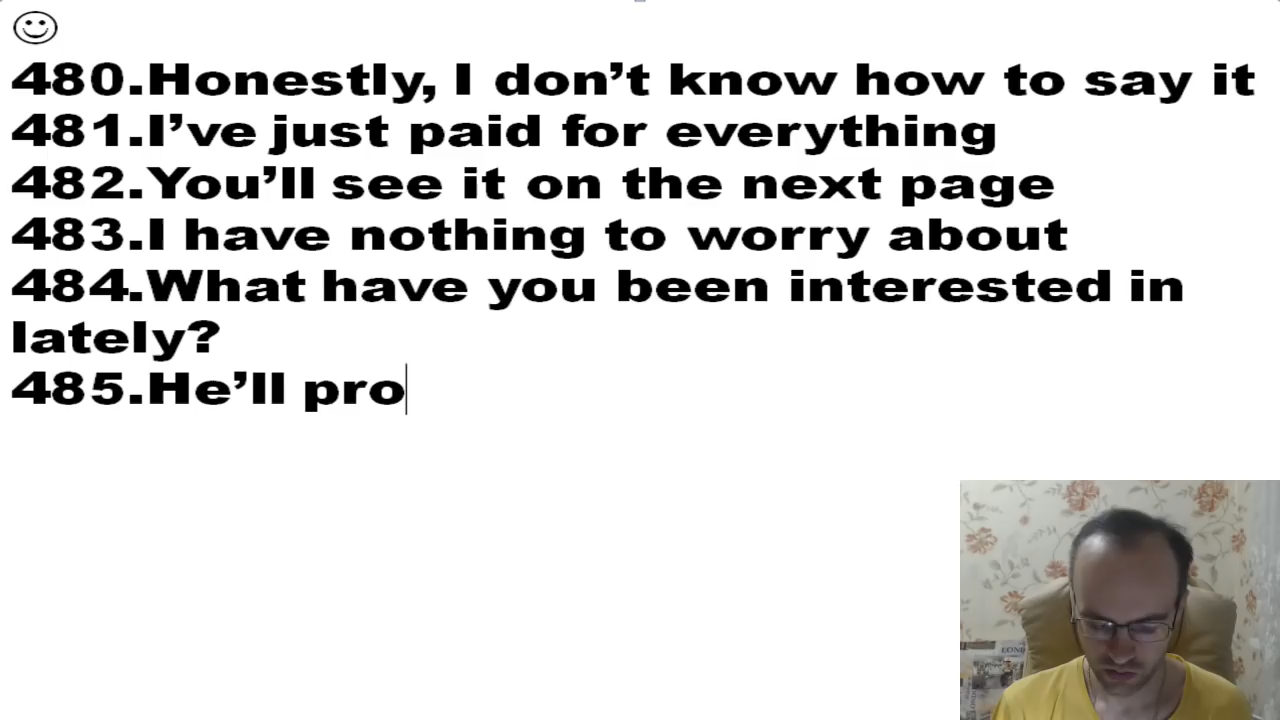 480.Honestly, I don’t know how to say it
481.I’ve just paid for everything
482.You’ll see it on the next page
483.I have nothing to worry about
484.What have you been interested in
lately?
485.He’ll pro
LOND